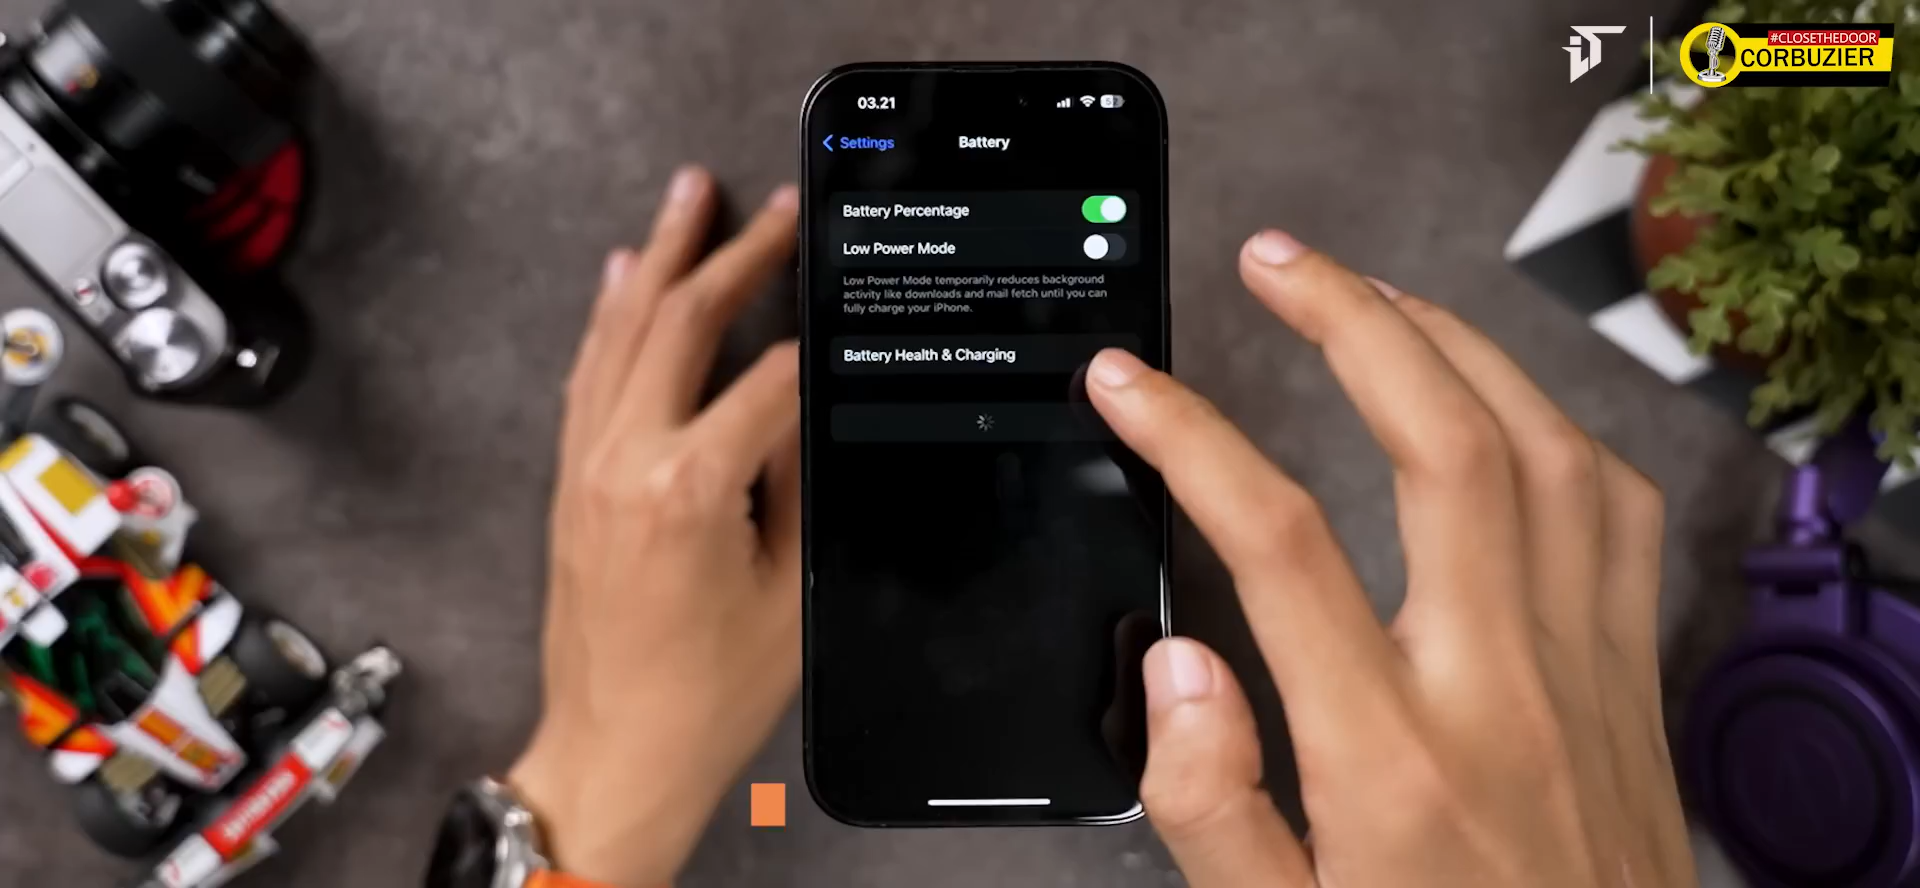 #CLOSETHEDOOR
CORBUZIER
03.21
Settings
Battery
Battery Percentage
Low Power Mode
Low Power Mode temporarily reduces background
activity like downloads and mail fetch until you can
fully charge your iPhone.
Battery Health & Charging